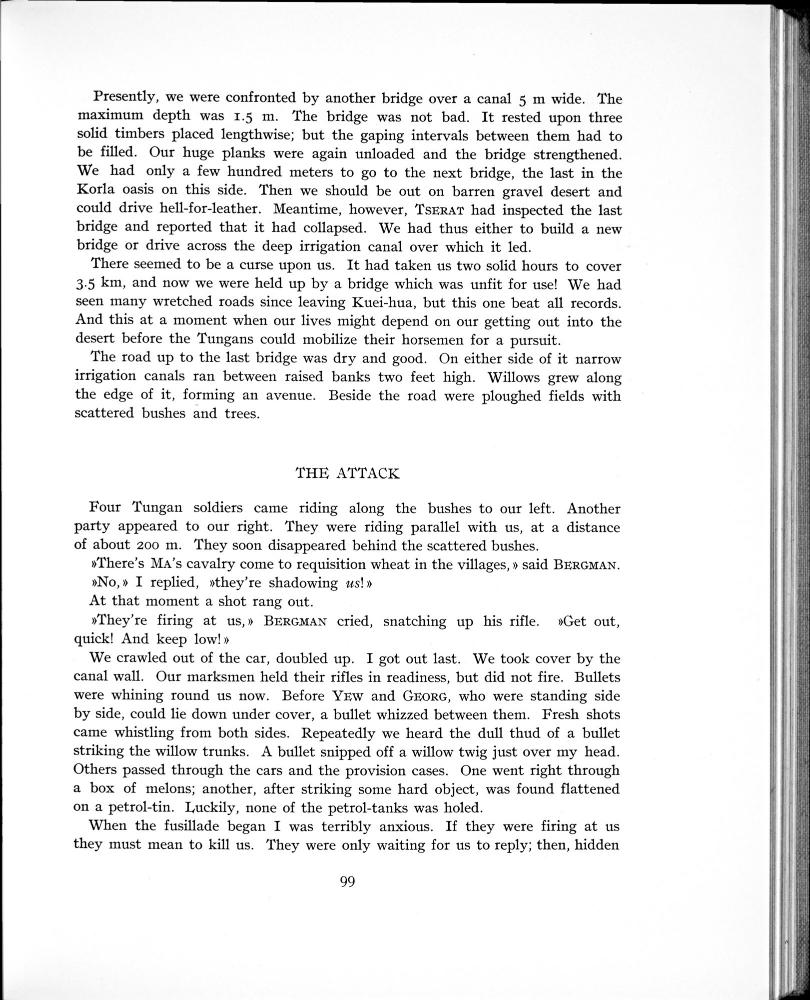 Presently, we were confronted by another bridge over a canal 5 m wide. The
maximum depth was 1.5 m. The bridge was not bad. It rested upon three
solid timbers placed lengthwise; but the gaping intervals between them had to
be filled. Our huge planks were again unloaded and the bridge strengthened.
We had only a few hundred meters to go to the next bridge, the last in the
Korla oasis on this side. Then we should be out on barren gravel desert and
could drive hell-for-leather. Meantime, however, TSERAT had inspected the last
bridge and reported that it had collapsed. We had thus either to build a new
bridge or drive across the deep irrigation canal over which it led.
There seemed to be a curse upon us. It had taken us two solid hours to cover
3.5 km, and now we were held up by a bridge which was unfit for use! We had
seen many wretched roads since leaving Kuei-hua, but this one beat all records.
And this at a moment when our lives might depend on our getting out into the
desert before the Tungans could mobilize their horsemen for a pursuit.
The road up to the last bridge was dry and good. On either side of it narrow
irrigation canals ran between raised banks two feet high. Willows grew along
the edge of it, forming an avenue. Beside the road were ploughed fields with
scattered bushes and trees.
THE ATTACK
Four Tungan soldiers came riding along the bushes to our left. Another
party appeared to our right. They were riding parallel with us, at a distance
of about 200 m. They soon disappeared behind the scattered bushes.
»There's MA's cavalry come to requisition wheat in the villages,» said BERGMAN.
»No,» I replied, »they're shadowing us!»
At that moment a shot rang out.
»They're firing at us,» BERGMAN cried, snatching up his rifle. »Get out,
quick! And keep low!»
We crawled out of the car, doubled up. I got out last. We took cover by the
canal wall. Our marksmen held their rifles in readiness, but did not fire. Bullets
were whining round us now. Before YEW and GEORG, who were standing side
by side, could lie down under cover, a bullet whizzed between them. Fresh shots
came whistling from both sides. Repeatedly we heard the dull thud of a bullet
striking the willow trunks. A bullet snipped off a willow twig just over my head.
Others passed through the cars and the provision cases. One went right through
a box of melons; another, after striking some hard object, was found flattened
on a petrol-tin. Luckily, none of the petrol-tanks was holed.
When the fusillade began I was terribly anxious. If they were firing at us
they must mean to kill us. They were only waiting for us to reply; then, hidden
99